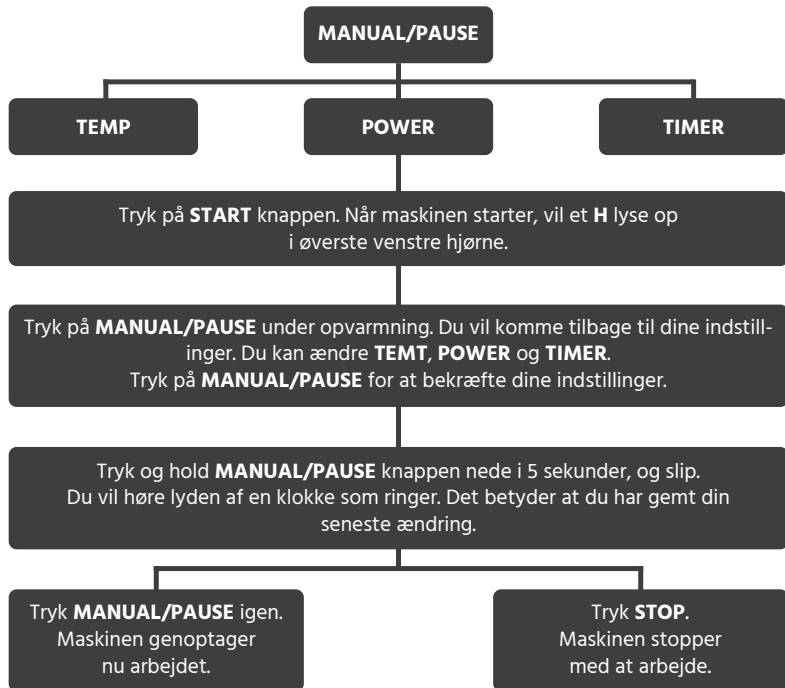 MANUAL/PAUSE
TEMP
POWER
TIMER
Tryk på START knappen. Når maskinen starter, vil et H lyse op
i øverste venstre hjørne.
Tryk på MANUAL/PAUSE under opvarmning. Du vil komme tilbage til dine indstill-
inger. Du kan ændre TEMT, POWER og TIMER.
Tryk på MANUAL/PAUSE for at bekræfte dine indstillinger.
Tryk og hold MANUAL/PAUSE knappen nede i 5 sekunder, og slip.
Du vil høre lyden af en klokke som ringer. Det betyder at du har gemt din
seneste ændring.
Tryk MANUAL/PAUSE igen.
Maskinen genoptager
nu arbejdet.
Tryk STOP.
Maskinen stopper
med at arbejde.